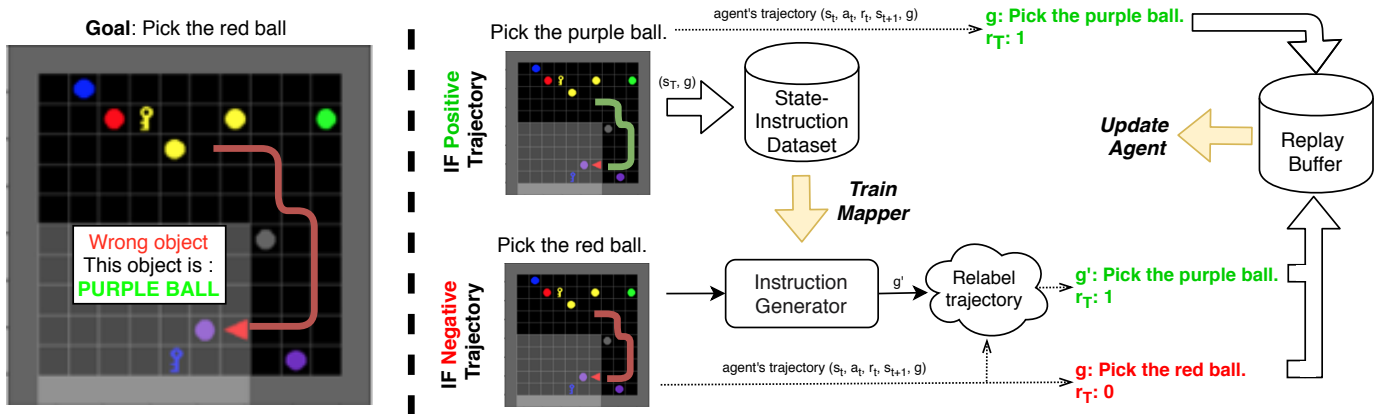 Goal: Pick the red ball
Wrong object
This object is :
PURPLE BALL
IF Positive
Trajectory
Pick the purple ball.
agent's trajectory (st, at, rt, st+1, g)
g: Pick the purple ball.
rT: 1
(sT, g)
State-
Instruction
Dataset
Update
Agent
Replay
Buffer
Train
Mapper
IF Negative
Trajectory
Pick the red ball.
Instruction
Generator
g'
Relabel
trajectory
g': Pick the purple ball.
rT: 1
agent's trajectory (st, at, rt, st+1, g)
g: Pick the red ball.
rT: 0